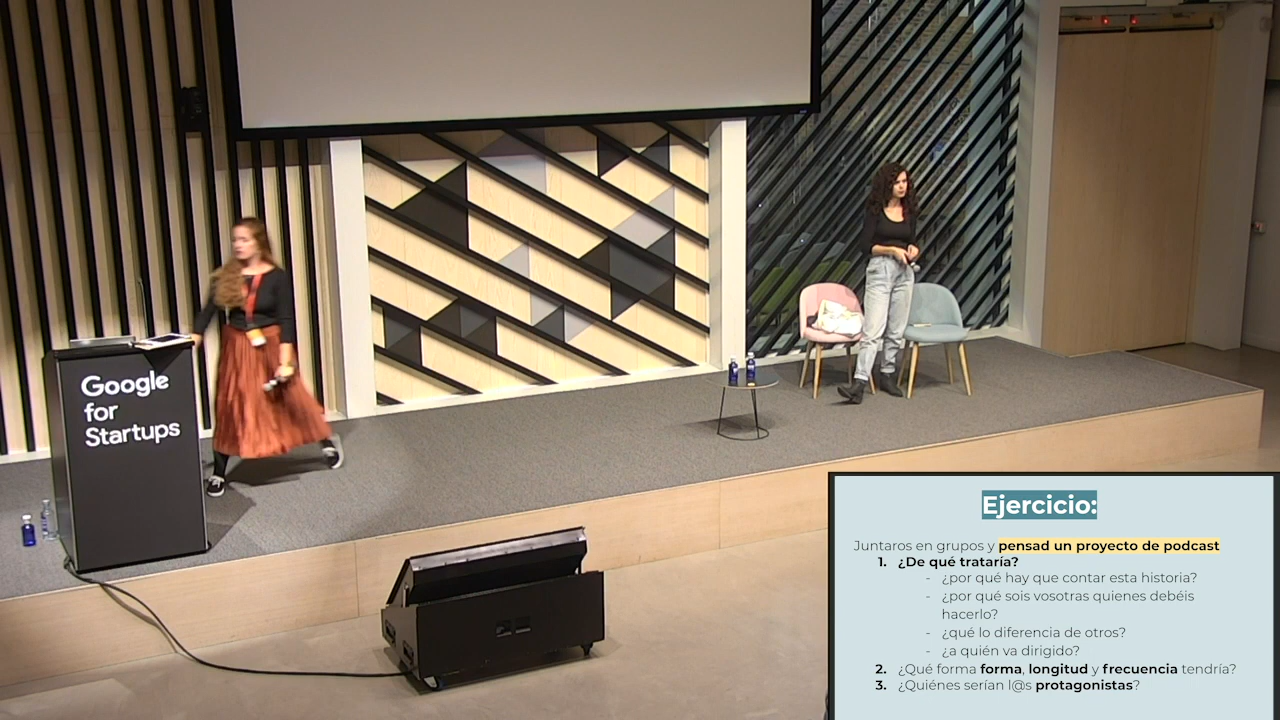 Google
for
Startups
Ejercicio:
Juntaros en grupos y pensad un proyecto de podcast
1. ¿De qué trataría?
- ¿por qué hay que contar esta historia?
- ¿por qué sois vosotras quienes debéis
hacerlo?
- ¿qué lo diferencia de otros?
- ¿a quién va dirigido?
2. ¿Qué forma forma, longitud y frecuencia tendría?
3. ¿Quiénes serían l@s protagonistas?